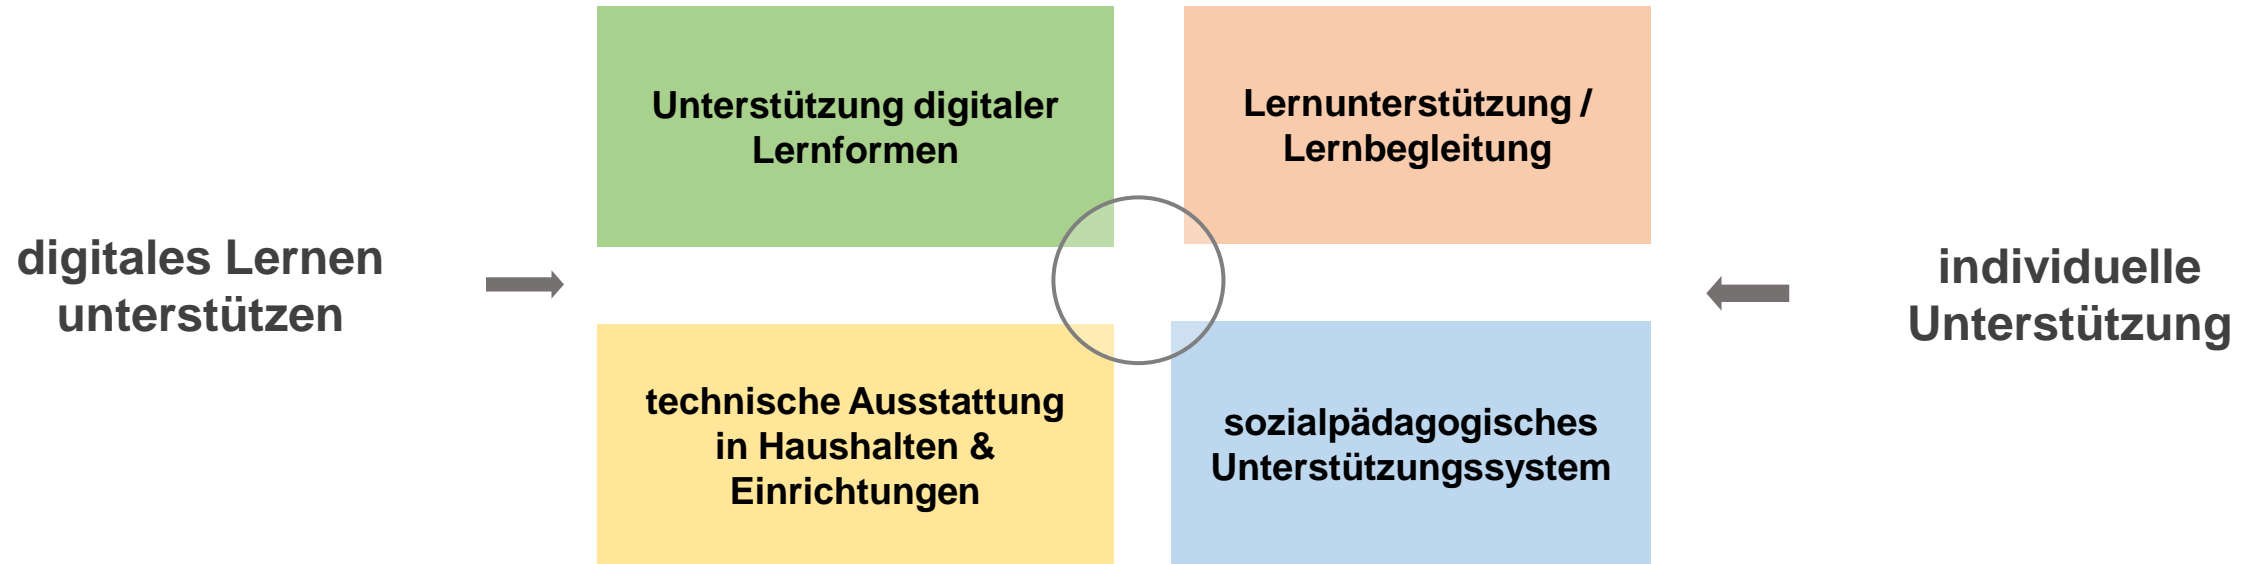 digitales Lernen
unterstützen
Unterstützung digitaler
Lernformen
technische Ausstattung
in Haushalten &
Einrichtungen
Lernunterstützung /
Lernbegleitung
sozialpädagogisches
Unterstützungssystem
individuelle
Unterstützung